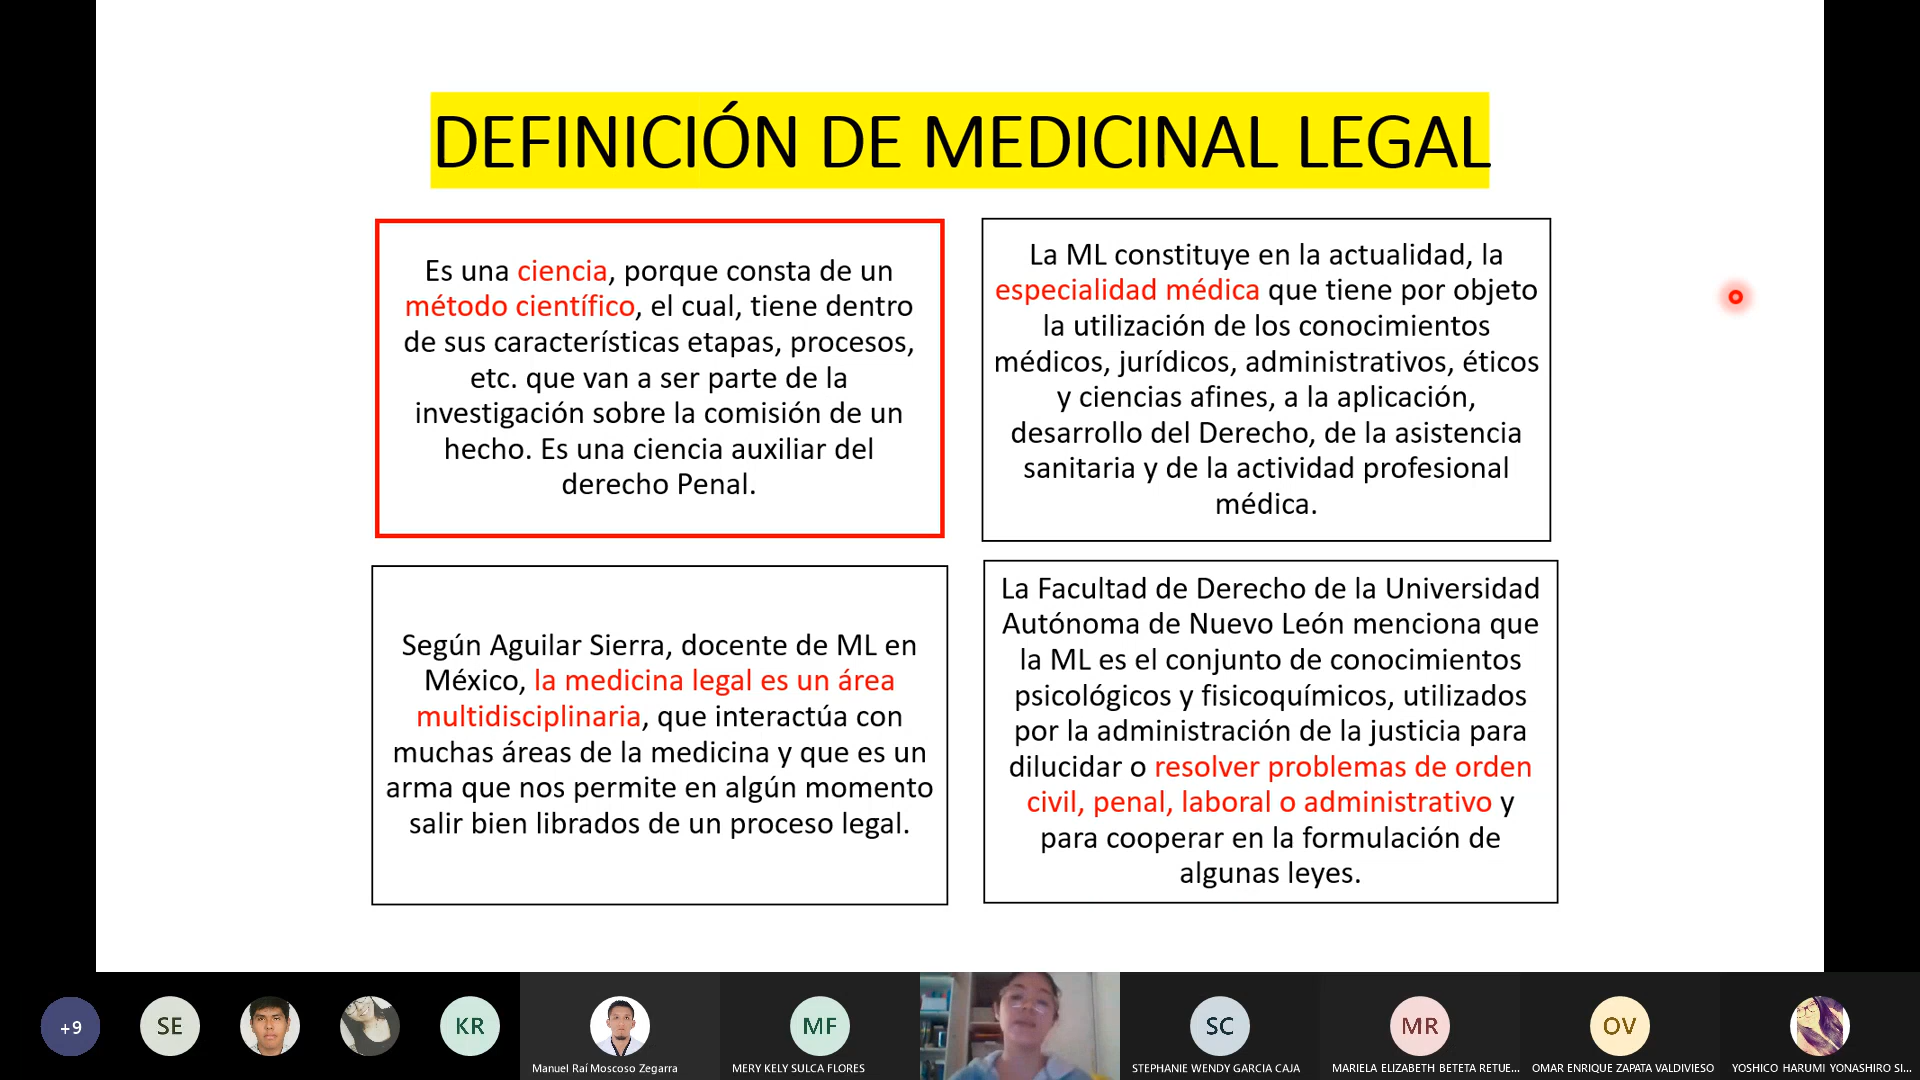 DEFINICIÓN DE MEDICINAL LEGAL
Es una ciencia, porque consta de un
método científico, el cual, tiene dentro
de sus características etapas, procesos,
etc. que van a ser parte de la
investigación sobre la comisión de un
hecho. Es una ciencia auxiliar del
derecho Penal.
La ML constituye en la actualidad, la
especialidad médica que tiene por objeto
la utilización de los conocimientos
médicos, jurídicos, administrativos, éticos
y ciencias afines, a la aplicación,
desarrollo del Derecho, de la asistencia
sanitaria y de la actividad profesional
médica.
Según Aguilar Sierra, docente de ML en
México, la medicina legal es un área
multidisciplinaria, que interactúa con
muchas áreas de la medicina y que es un
arma que nos permite en algún momento
salir bien librados de un proceso legal.
La Facultad de Derecho de la Universidad
Autónoma de Nuevo León menciona que
la ML es el conjunto de conocimientos
psicológicos y fisicoquímicos, utilizados
por la administración de la justicia para
dilucidar o resolver problemas de orden
civil, penal, laboral o administrativo y
para cooperar en la formulación de
algunas leyes.
+9
SE
KR
Manuel Raí Moscoso Zegarra
MF
MERY KELY SULCA FLORES
SC
STEPHANIE WENDY GARCIA CAJA
MR
MARIELA ELIZABETH BETETA RETUE...
OV
OMAR ENRIQUE ZAPATA VALDIVIESO
YOSHICO HARUMI YONASHIRO SI...